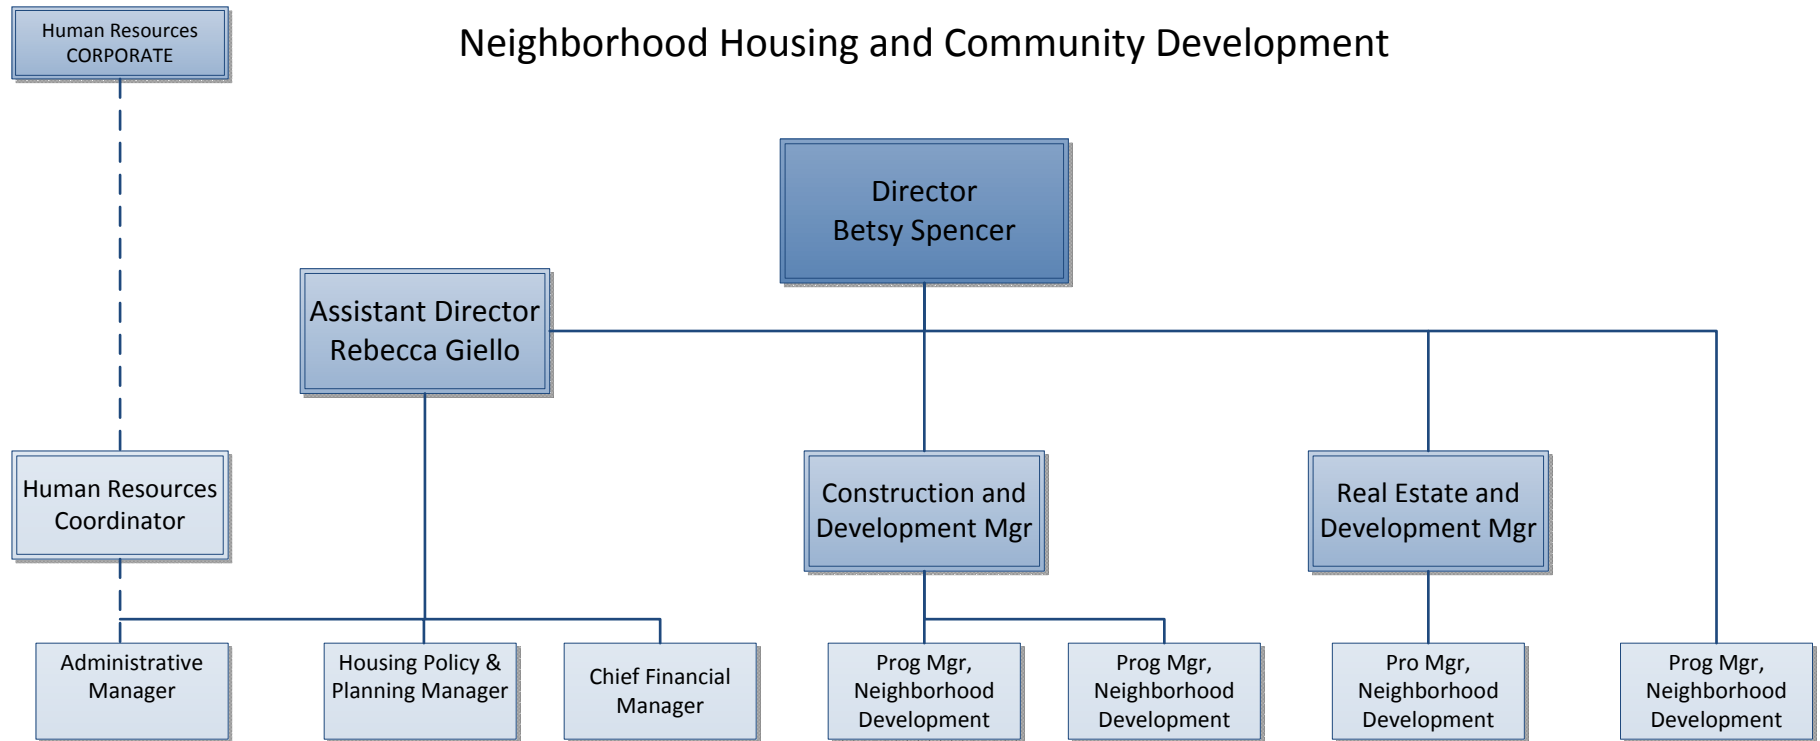 Human Resources
CORPORATE
Neighborhood Housing and Community Development
Director
Betsy Spencer
Assistant Director
Rebecca Giello
Human Resources
Coordinator
Construction and
Development Mgr
Real Estate and
Development Mgr
Administrative
Manager
Housing Policy &
Planning Manager
Chief Financial
Manager
Prog Mgr,
Neighborhood
Development
Prog Mgr,
Neighborhood
Development
Pro Mgr,
Neighborhood
Development
Prog Mgr,
Neighborhood
Development